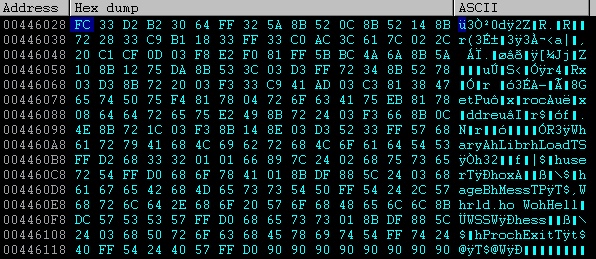 Address Hex dump ASCII
00446028 FC 33 D2 B2 30 64 FF 32 5A 8B 52 0C 8B 52 14 8B ü3Ò²0dÿ2Z▮R.▮R▮▮
00446038 72 28 33 C9 B1 18 33 FF 33 C0 AC 3C 61 7C 02 2C r(3É±▮3ÿ3À¬<a|▮,
00446048 20 C1 CF 0D 03 F8 E2 F0 81 FF 5B BC 4A 6A 8B 5A ÁÏ.▮øâð▮ÿ[¼Jj▮Z
00446058 10 8B 12 75 DA 8B 53 3C 03 D3 FF 72 34 8B 52 78 ▮▮▮uÚ▮S<▮Óÿr4▮Rx
00446068 03 D3 8B 72 20 03 F3 33 C9 41 AD 03 C3 81 38 47 ▮Ó▮r ▮ó3ÉA-▮Ã▮8G
00446078 65 74 50 75 F4 81 78 04 72 6F 63 41 75 EB 81 78 etPuô▮x▮rocAuë▮x
00446088 08 64 64 72 65 75 E2 49 8B 72 24 03 F3 66 8B 0C ▮ddreuâI▮r$▮óf▮.
00446098 4E 8B 72 1C 03 F3 8B 14 8E 03 D3 52 33 FF 57 68 N▮r▮▮ó▮▮▮▮ÓR3ÿWh
004460A8 61 72 79 41 68 4C 69 62 72 68 4C 6F 61 64 54 53 aryAhLibrhLoadTS
004460B8 FF D2 68 33 32 01 01 66 89 7C 24 02 68 75 73 65 ÿÒh32▮▮f▮|$▮huse
004460C8 72 54 FF D0 68 6F 78 41 01 8B DF 88 5C 24 03 68 rTÿÐhoxA▮▮ß▮\$▮h
004460D8 61 67 65 42 68 4D 65 73 73 54 50 FF 54 24 2C 57 ageBhMessTPÿT$,W
004460E8 68 72 6C 64 2E 68 6F 20 57 6F 68 48 65 6C 6C 8B hrld.ho WohHell▮
004460F8 DC 57 53 53 57 FF D0 68 65 73 73 01 8B DF 88 5C ÜWSSWÿÐhess▮▮ß▮\
00446108 24 03 68 50 72 6F 63 68 45 78 69 74 54 FF 74 24 $▮hProchExitTÿt$
00446118 40 FF 54 24 40 57 FF D0 90 90 90 90 90 90 90 90 @ÿT$@WÿÐ▮▮▮▮▮▮▮▮